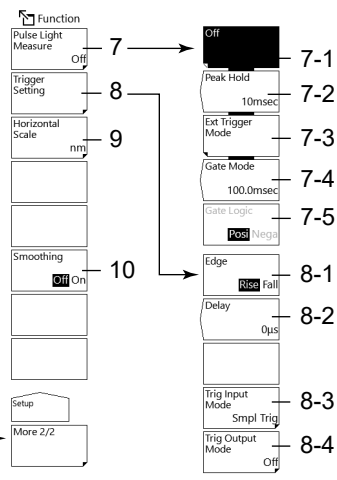 Function
Pulse Light
Measure
Off
7
Trigger
Setting
8
Horizontal
Scale
nm
9
Smoothing
Off On
10
Setup
More 2/2
Off
7-1
Peak Hold
10msec
7-2
Ext Trigger
Mode
7-3
Gate Mode
100.0msec
7-4
Gate Logic
Posi Nega
7-5
Edge
Rise Fall
8-1
Delay
0µs
8-2
Trig Input
Mode
Smpl Trig
8-3
Trig Output
Mode
Off
8-4